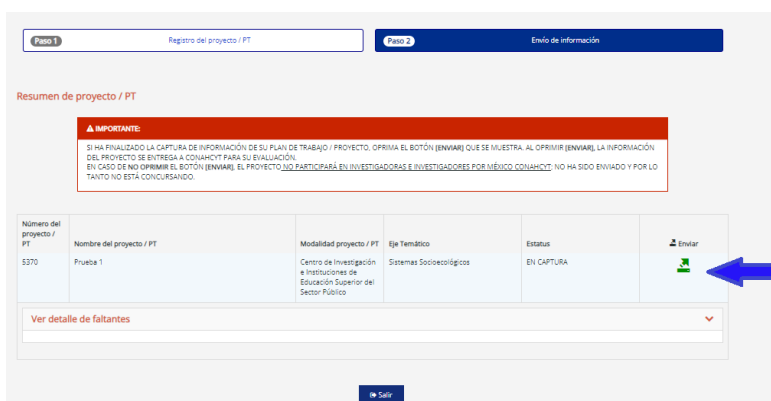 Paso 1 Registro del proyecto / PT Paso 2 Envío de información
Resumen de proyecto / PT
IMPORTANTE:
SI HA FINALIZADO LA CAPTURA DE INFORMACIÓN DE SU PLAN DE TRABAJO / PROYECTO, OPRIMA EL BOTÓN [ENVIAR] QUE SE MUESTRA. AL OPRIMIR [ENVIAR], LA INFORMACIÓN
DEL PROYECTO SE ENTREGA A CONAHCYT PARA SU EVALUACIÓN.
EN CASO DE NO OPRIMIR EL BOTÓN [ENVIAR], EL PROYECTO NO PARTICIPARÁ EN INVESTIGADORAS E INVESTIGADORES POR MÉXICO CONAHCYT; NO HA SIDO ENVIADO Y POR LO
TANTO NO ESTÁ CONCURSANDO.
Número del
proyecto /
PT Nombre del proyecto / PT Modalidad proyecto / PT Eje Temático Estatus Enviar
5370 Prueba 1 Centro de Investigación Sistemas Socioecológicos EN CAPTURA
e Instituciones de
Educación Superior del
Sector Público
Ver detalle de faltantes
Salir